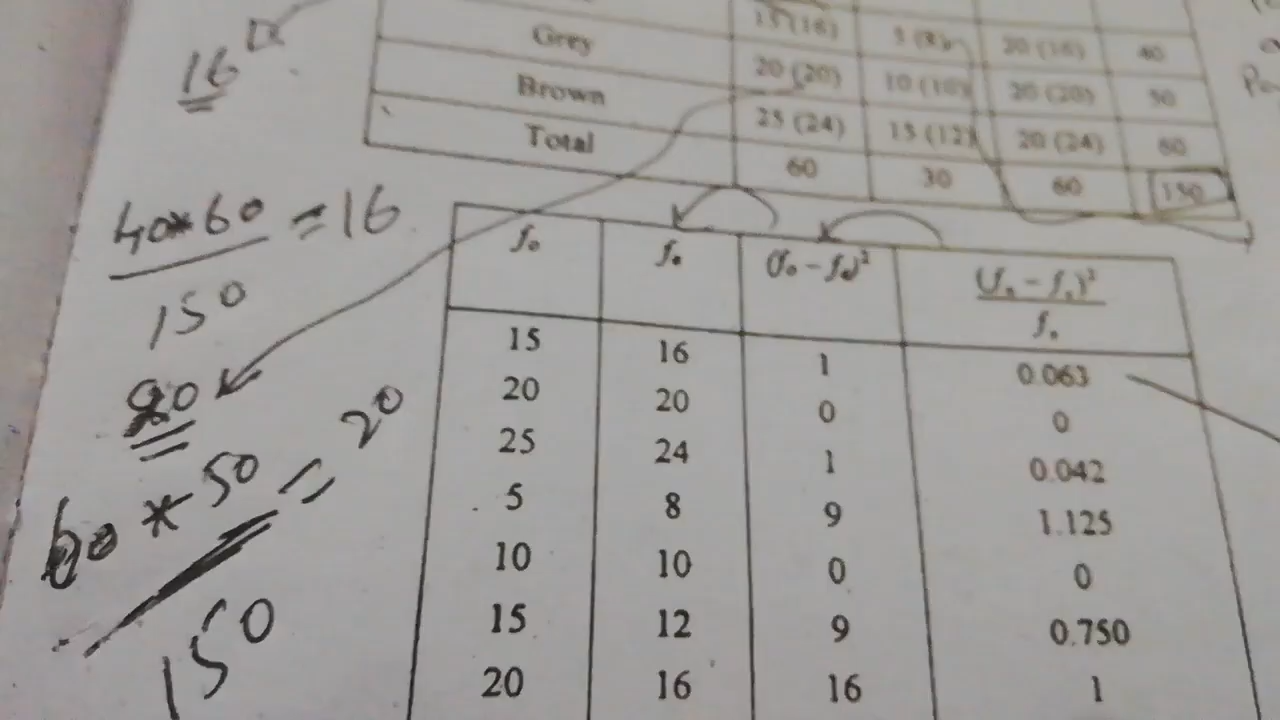 15 (16) 5 (8) 20 (16) 40
Grey 20 (20) 10 (10) 20 (20) 50
Brown 25 (24) 15 (12) 20 (24) 60
Total 60 30 60 150
16
40*60 = 16
150
20
60 * 50 = 20
150
fₒ fₑ (fₒ – fₑ)² (fₒ – fₑ)²
fₑ
15 16 1 0.063
20 20 0 0
25 24 1 0.042
5 8 9 1.125
10 10 0 0
15 12 9 0.750
20 16 16 1